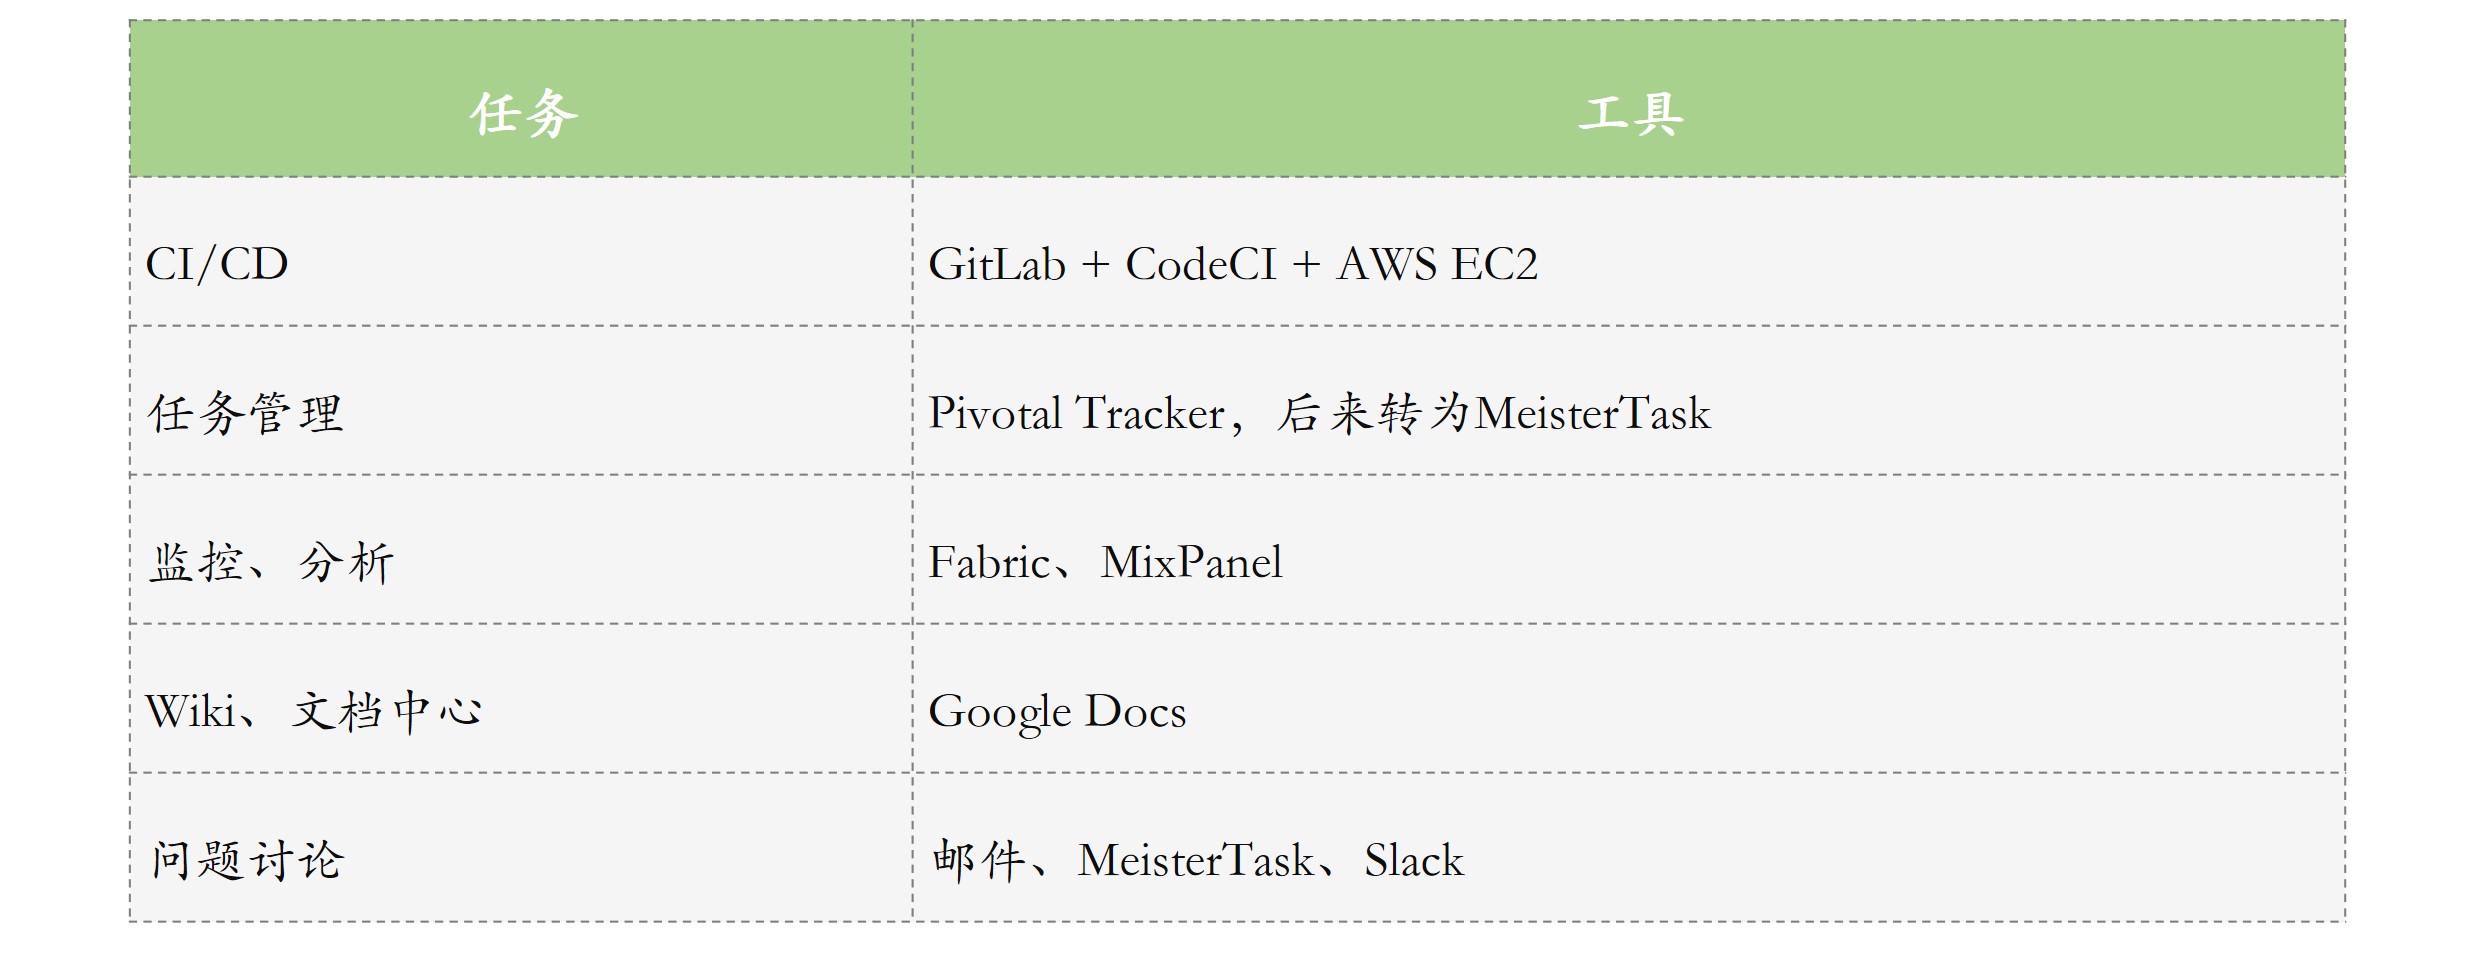 任务
工具
CI/CD
GitLab + CodeCI + AWS EC2
任务管理
Pivotal Tracker，后来转为MeisterTask
监控、分析
Fabric、MixPanel
Wiki、文档中心
Google Docs
问题讨论
邮件、MeisterTask、Slack